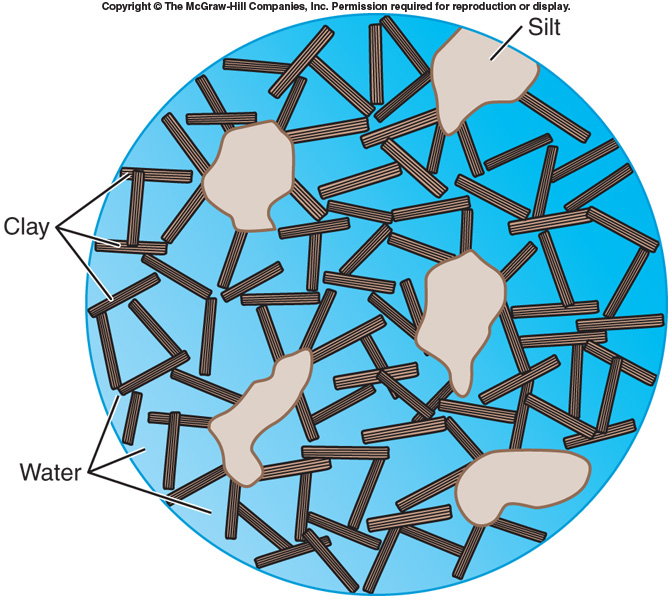 Copyright © The McGraw-Hill Companies, Inc. Permission required for reproduction or display.
Silt
Clay
Water